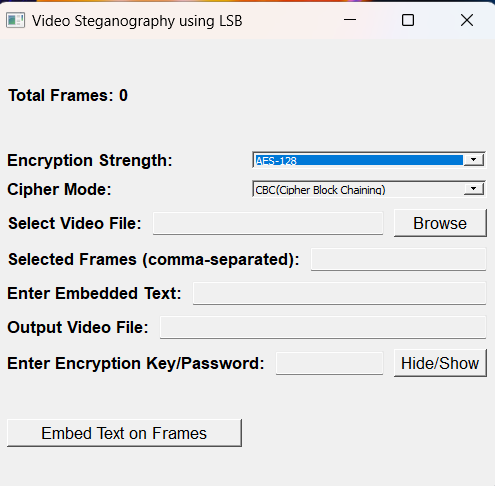 Video Steganography using LSB
Total Frames: 0
Encryption Strength: AES-128
Cipher Mode: CBC(Cipher Block Chaining)
Select Video File: Browse
Selected Frames (comma-separated):
Enter Embedded Text:
Output Video File:
Enter Encryption Key/Password: Hide/Show
Embed Text on Frames